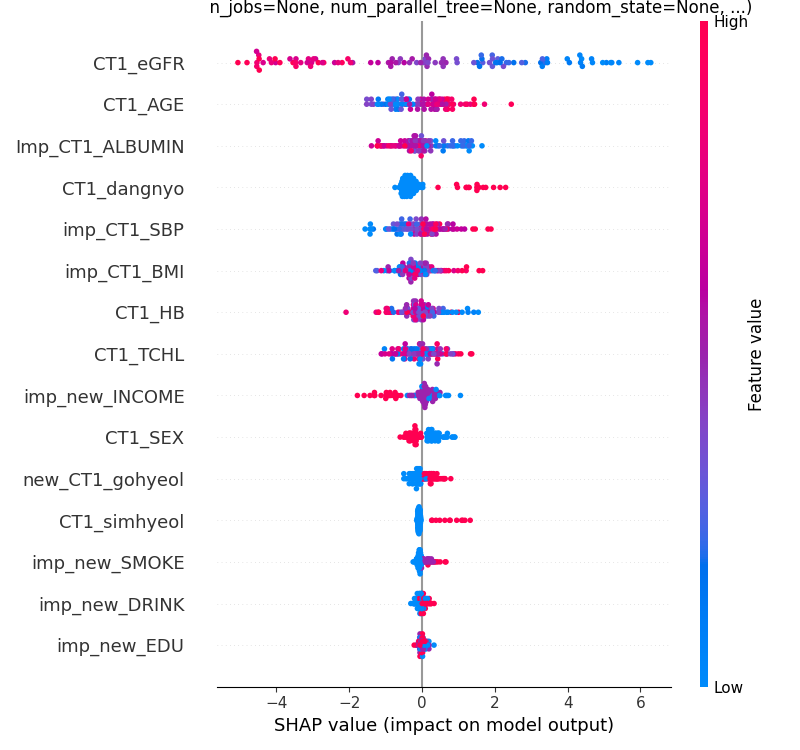 n_jobs=None, num_parallel_tree=None, random_state=None, ...)
High
CT1_eGFR
CT1_AGE
Imp_CT1_ALBUMIN
CT1_dangnyo
imp_CT1_SBP
imp_CT1_BMI
CT1_HB
CT1_TCHL
imp_new_INCOME
CT1_SEX
new_CT1_gohyeol
CT1_simhyeol
imp_new_SMOKE
imp_new_DRINK
imp_new_EDU
Feature value
Low
−4 −2 0 2 4 6
SHAP value (impact on model output)